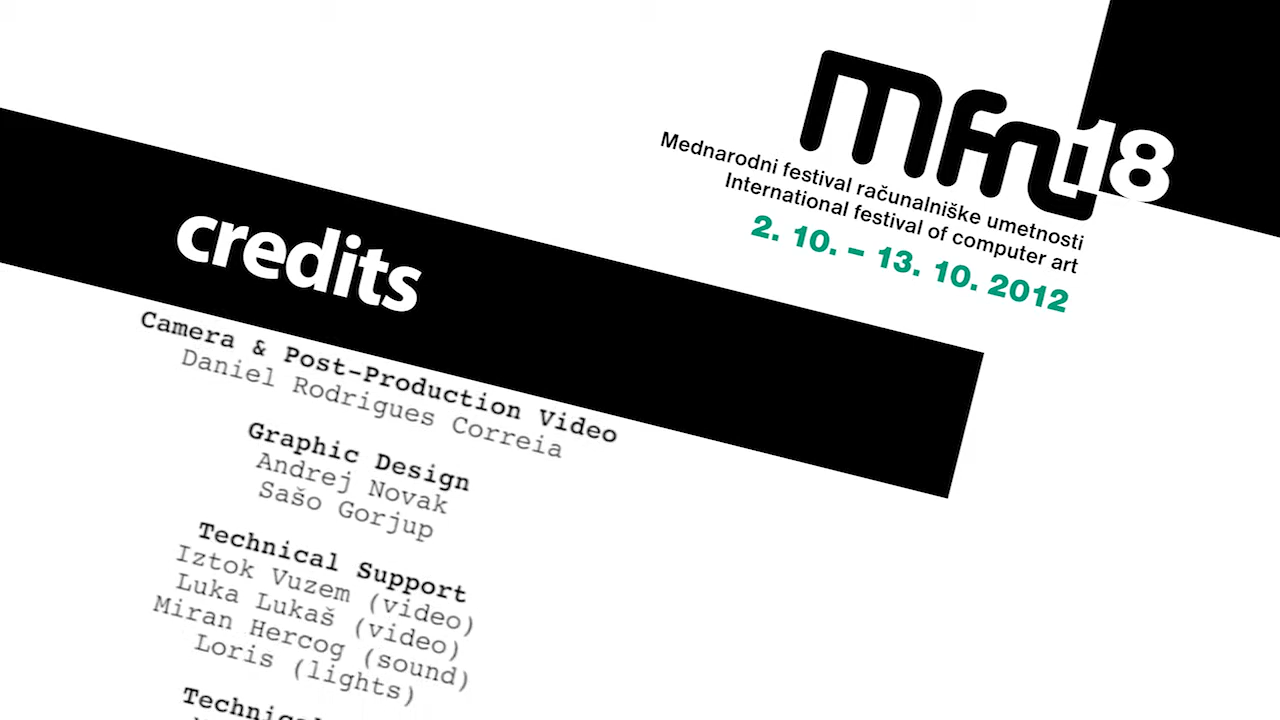 mfru18
Mednarodni festival računalniške umetnosti
International festival of computer art
2. 10. – 13. 10. 2012
credits
Camera & Post-Production Video
Daniel Rodrigues Correia
Graphic Design
Andrej Novak
Sašo Gorjup
Technical Support
Iztok Vuzem (video)
Luka Lukaš (video)
Miran Hercog (sound)
Loris (lights)